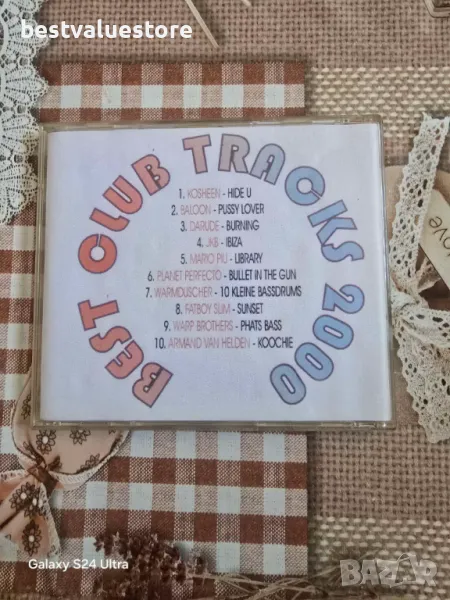 bestvaluestore
BEST CLUB TRACKS 2000
1. KOSHEEN - HIDE U
2. BALOON - PUSSY LOVER
3. DARUDE - BURNING
4. JKB - IBIZA
5. MARIO PIU - LIBRARY
6. PLANET PERFECTO - BULLET IN THE GUN
7. WARMDUSCHER - 10 KLEINE BASSDRUMS
8. FATBOY SLIM - SUNSET
9. WARP BROTHERS - PHATS BASS
10. ARMAND VAN HELDEN - KOOCHIE
Love
Galaxy S24 Ultra
BAZAR